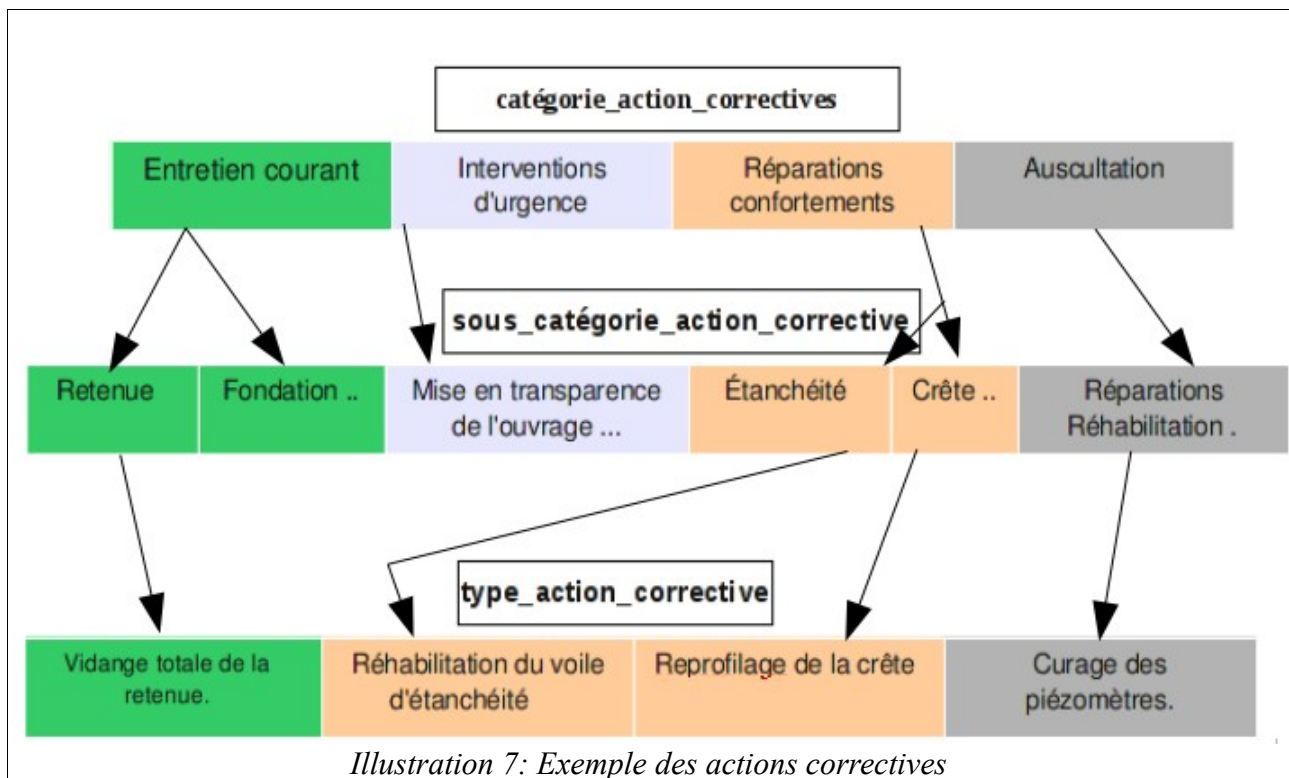 catégorie_action_correctives
Entretien courant
Interventions
d'urgence
Réparations
confortements
Auscultation
sous_catégorie_action_corrective
Retenue
Fondation ..
Mise en transparence
de l'ouvrage ...
Étanchéité
Crête ..
Réparations
Réhabilitation .
type_action_corrective
Vidange totale de la
retenue.
Réhabilitation du voile
d'étanchéité
Reprofilage de la crête
Curage des
piézomètres.
Illustration 7: Exemple des actions correctives